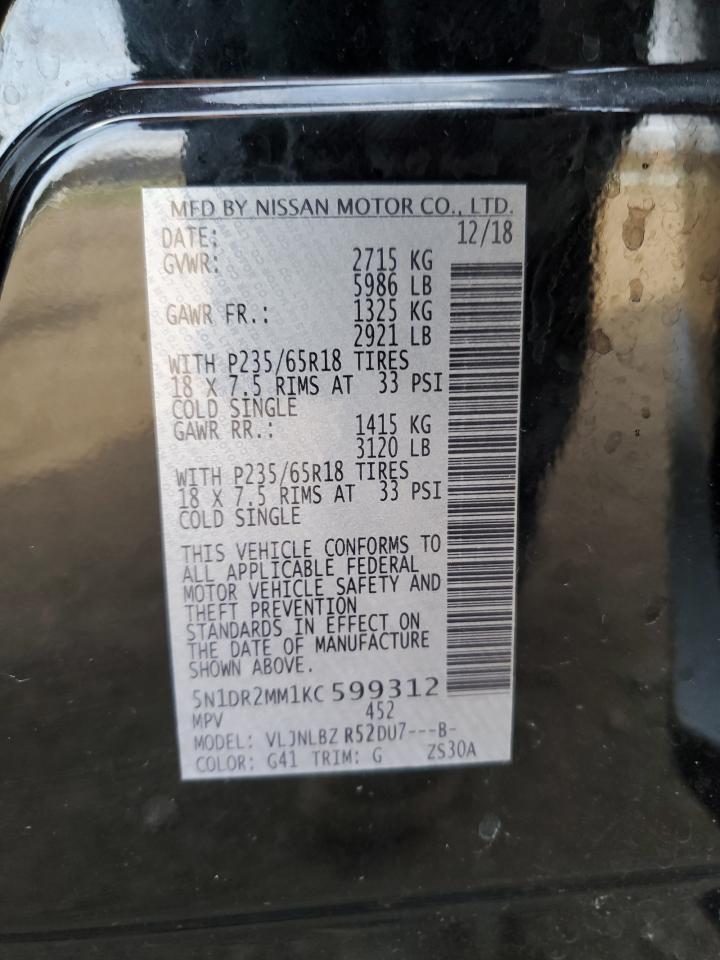 MFD BY NISSAN MOTOR CO., LTD.
DATE: 12/18
GVWR: 2715 KG
5986 LB
GAWR FR.: 1325 KG
2921 LB
WITH P235/65R18 TIRES
18 X 7.5 RIMS AT 33 PSI
COLD SINGLE
GAWR RR.: 1415 KG
3120 LB
WITH P235/65R18 TIRES
18 X 7.5 RIMS AT 33 PSI
COLD SINGLE
THIS VEHICLE CONFORMS TO
ALL APPLICABLE FEDERAL
MOTOR VEHICLE SAFETY AND
THEFT PREVENTION
STANDARDS IN EFFECT ON
THE DATE OF MANUFACTURE
SHOWN ABOVE.
5N1DR2MM1KC 599312
MPV 452
MODEL: VLJNLBZ R52DU7---B-
COLOR: G41 TRIM: G ZS30A